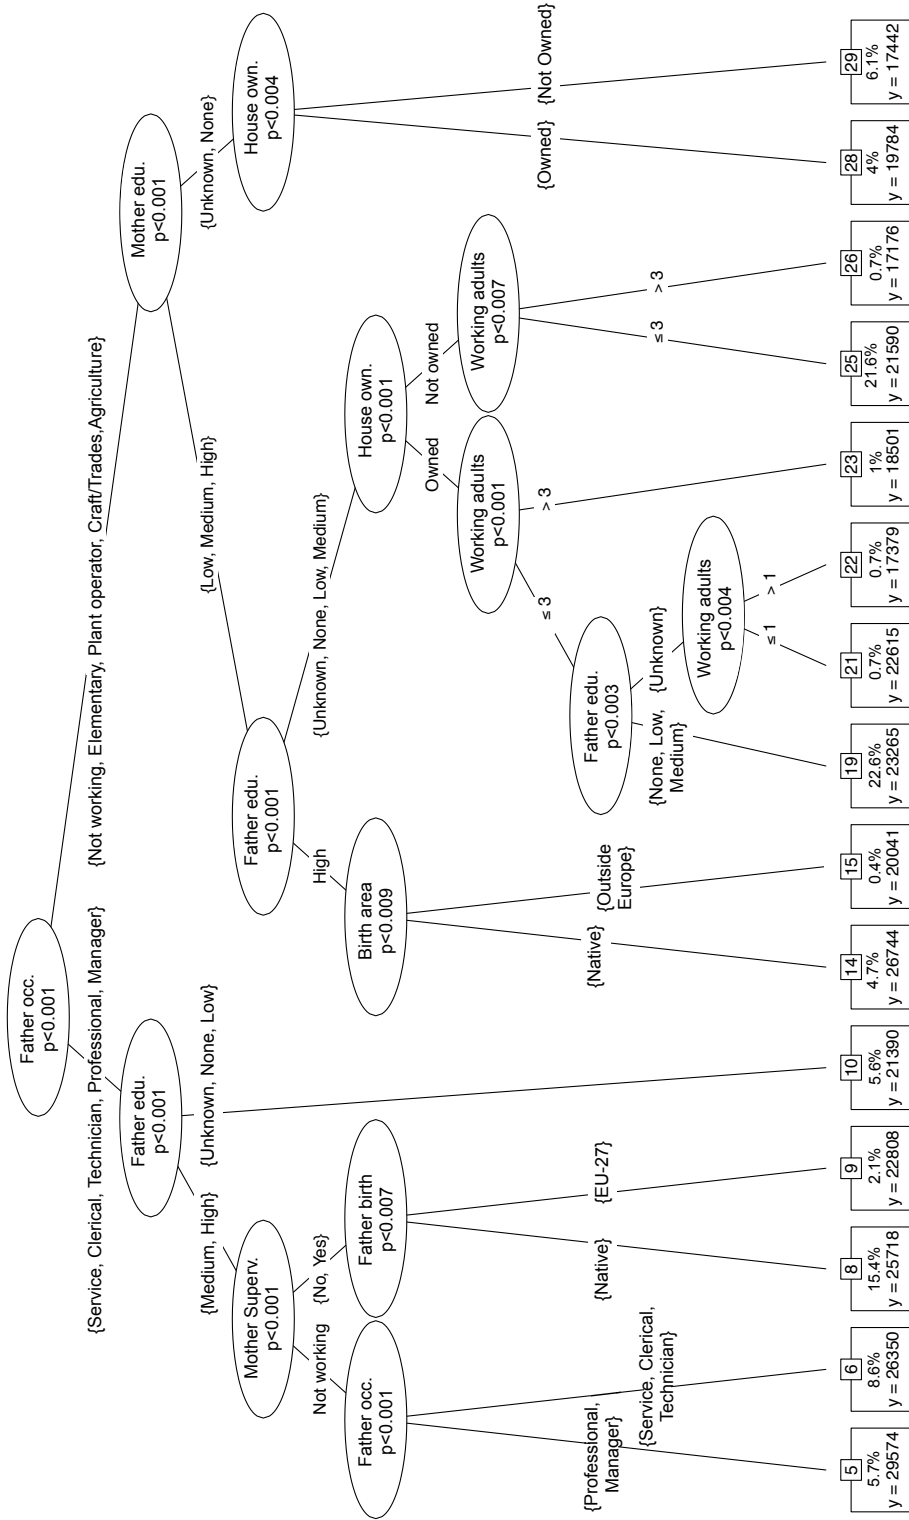 Father occ.
p<0.001
{Service, Clerical, Technician, Professional, Manager}
{Not working, Elementary, Plant operator, Craft/Trades,Agriculture}
Father edu.
p<0.001
Mother edu.
p<0.001
{Medium, High}
{Unknown, None, Low}
{Low, Medium, High}
{Unknown, None}
Mother Superv.
p<0.001
Father edu.
p<0.001
House own.
p<0.004
Not working
{No, Yes}
High
{Unknown, None, Low, Medium}
Father occ.
p<0.001
Father birth
p<0.007
Birth area
p<0.009
House own.
p<0.001
Owned
Not owned
Working adults
p<0.001
Working adults
p<0.007
{Professional,
Manager}
{Service, Clerical,
Technician}
{Native}
{EU-27}
{Native}
{Outside
Europe}
≤ 3
> 3
≤ 3
> 3
{Owned}
{Not Owned}
Father edu.
p<0.003
{None, Low,
Medium}
{Unknown}
Working adults
p<0.004
≤ 1
> 1
5
5.7%
y = 29574
6
8.6%
y = 26350
8
15.4%
y = 25718
9
2.1%
y = 22808
10
5.6%
y = 21390
14
4.7%
y = 26744
15
0.4%
y = 20041
19
22.6%
y = 23265
21
0.7%
y = 22615
22
0.7%
y = 17379
23
1%
y = 18501
25
21.6%
y = 21590
26
0.7%
y = 17176
28
4%
y = 19784
29
6.1%
y = 17442